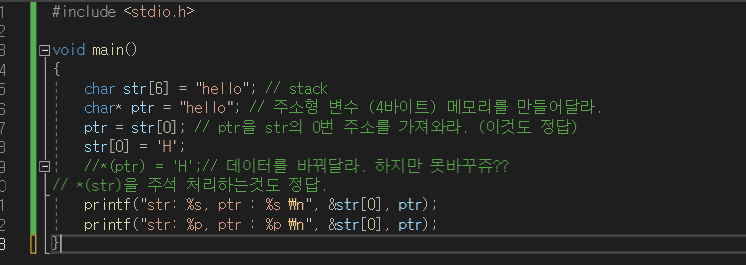 1 #include <stdio.h>
2
3 void main()
4 {
5 char str[6] = "hello"; // stack
6 char* ptr = "hello"; // 주소형 변수 (4바이트) 메모리를 만들어달라.
7 ptr = str[0]; // ptr을 str의 0번 주소를 가져와라. (이것도 정답)
8 str[0] = 'H';
9 //*(ptr) = 'H';// 데이터를 바꿔달라. 하지만 못바꾸쥬??
0 // *(str)을 주석 처리하는것도 정답.
1 printf("str: %s, ptr : %s ₩n", &str[0], ptr);
2 printf("str: %p, ptr : %p ₩n", &str[0], ptr);
3 }